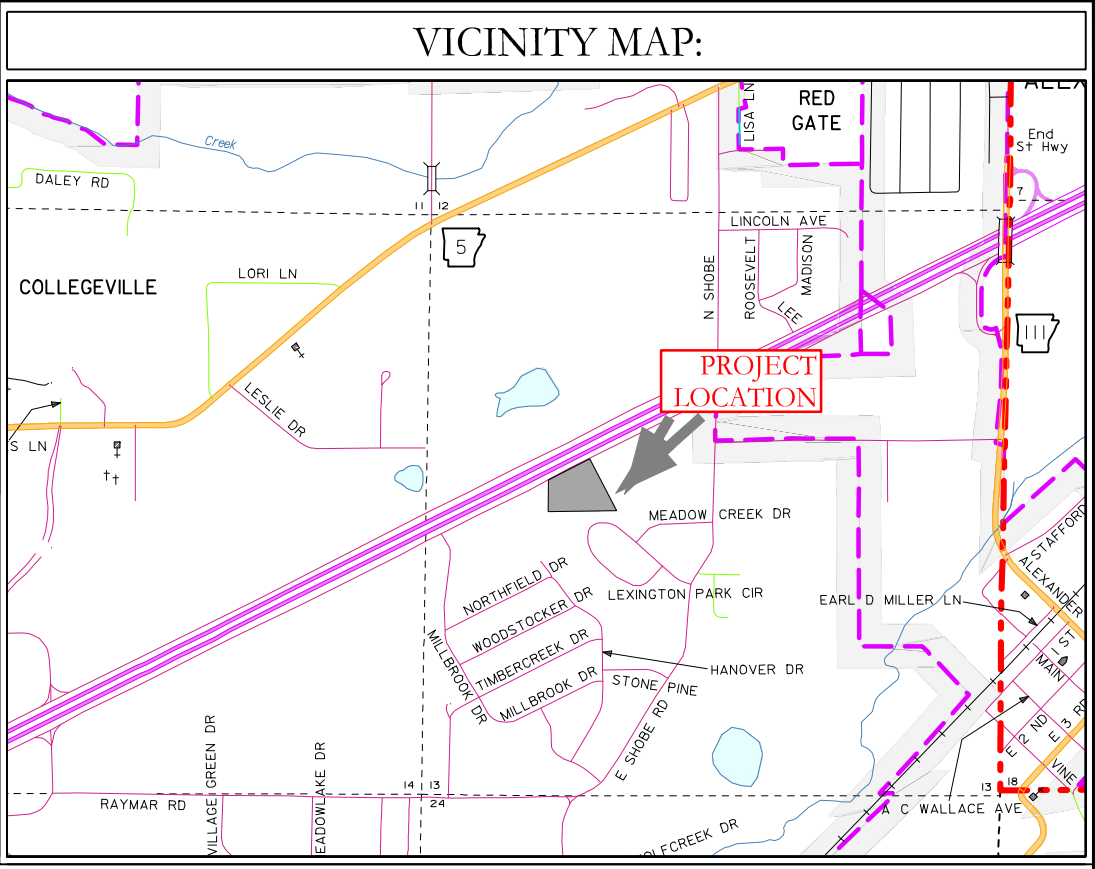 VICINITY MAP:
ALEX
RED
GATE
LISA LN
End
St Hwy
Creek
DALEY RD
7
11 12
LINCOLN AVE
5
N SHOBE
ROOSEVELT
MADISON
LEE
LORI LN
COLLEGEVILLE
111
PROJECT
LOCATION
LESLIE DR
S LN
MEADOW CREEK DR
STAFFORD
ALEXANDER
NORTHFIELD DR
LEXINGTON PARK CIR
EARL D MILLER LN
WOODSTOCKER DR
I ST
MILLBROOK DR
TIMBERCREEK DR
HANOVER DR
MAIN
MILLBROOK DR
STONE PINE
E SHOBE RD
E 2 ND
E 3 RD
VINE
VILLAGE GREEN DR
EADOWLAKE DR
14 13
24
13 18
RAYMAR RD
A C WALLACE AVE
OLFCREEK DR